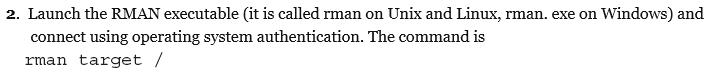 2. Launch the RMAN executable (it is called rman on Unix and Linux, rman. exe on Windows) and
connect using operating system authentication. The command is
rman target /